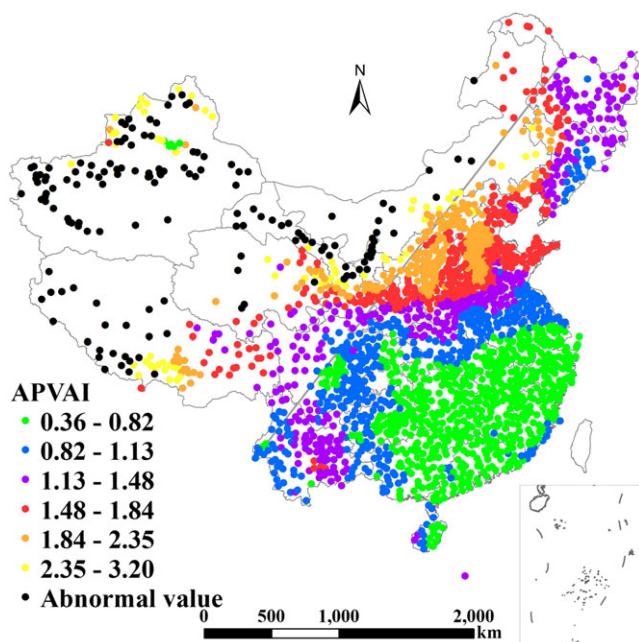 N
APVAI
0.36 - 0.82
0.82 - 1.13
1.13 - 1.48
1.48 - 1.84
1.84 - 2.35
2.35 - 3.20
Abnormal value
0 500 1,000 2,000
km